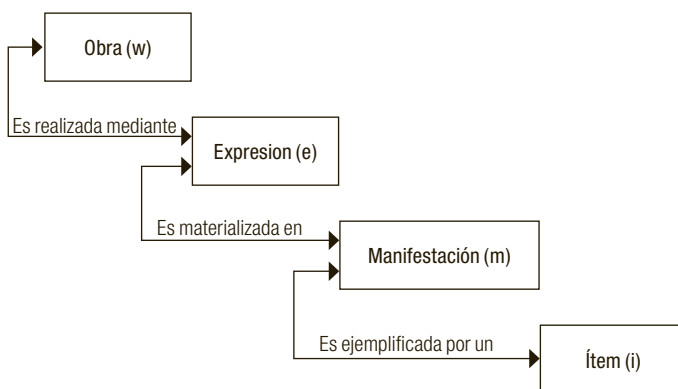 Obra (w)
Es realizada mediante
Expresion (e)
Es materializada en
Manifestación (m)
Es ejemplificada por un
Ítem (i)